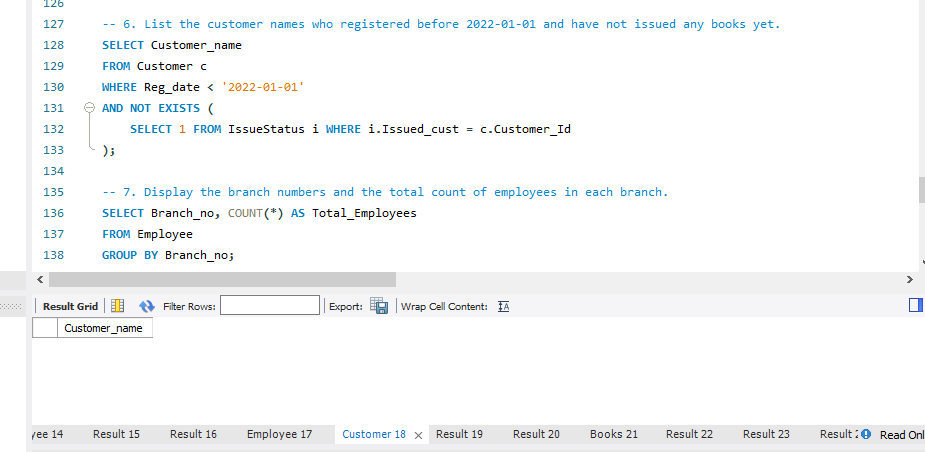 126
127 -- 6. List the customer names who registered before 2022-01-01 and have not issued any books yet.
128 SELECT Customer_name
129 FROM Customer c
130 WHERE Reg_date < '2022-01-01'
131 AND NOT EXISTS (
132 SELECT 1 FROM IssueStatus i WHERE i.Issued_cust = c.Customer_Id
133 );
134
135 -- 7. Display the branch numbers and the total count of employees in each branch.
136 SELECT Branch_no, COUNT(*) AS Total_Employees
137 FROM Employee
138 GROUP BY Branch_no;
Result Grid Filter Rows: Export: Wrap Cell Content:
Customer_name
yee 14 Result 15 Result 16 Employee 17 Customer 18 Result 19 Result 20 Books 21 Result 22 Result 23 Result Read Onl